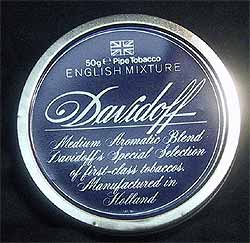 50g e Pipe Tobacco
ENGLISH MIXTURE
Davidoff
Medium Aromatic Blend
Davidoff's Special Selection
of first-class tobaccos.
Manufactured in
Holland